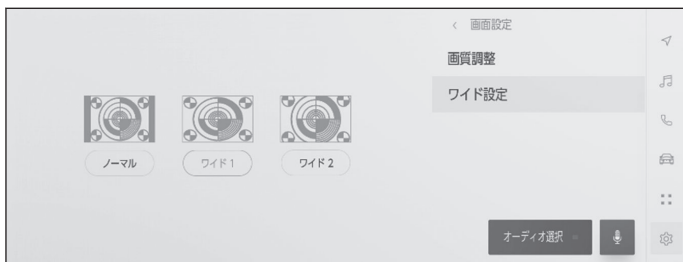 < 画面設定
画質調整
ワイド設定
ノーマル
ワイド 1
ワイド 2
オーディオ選択